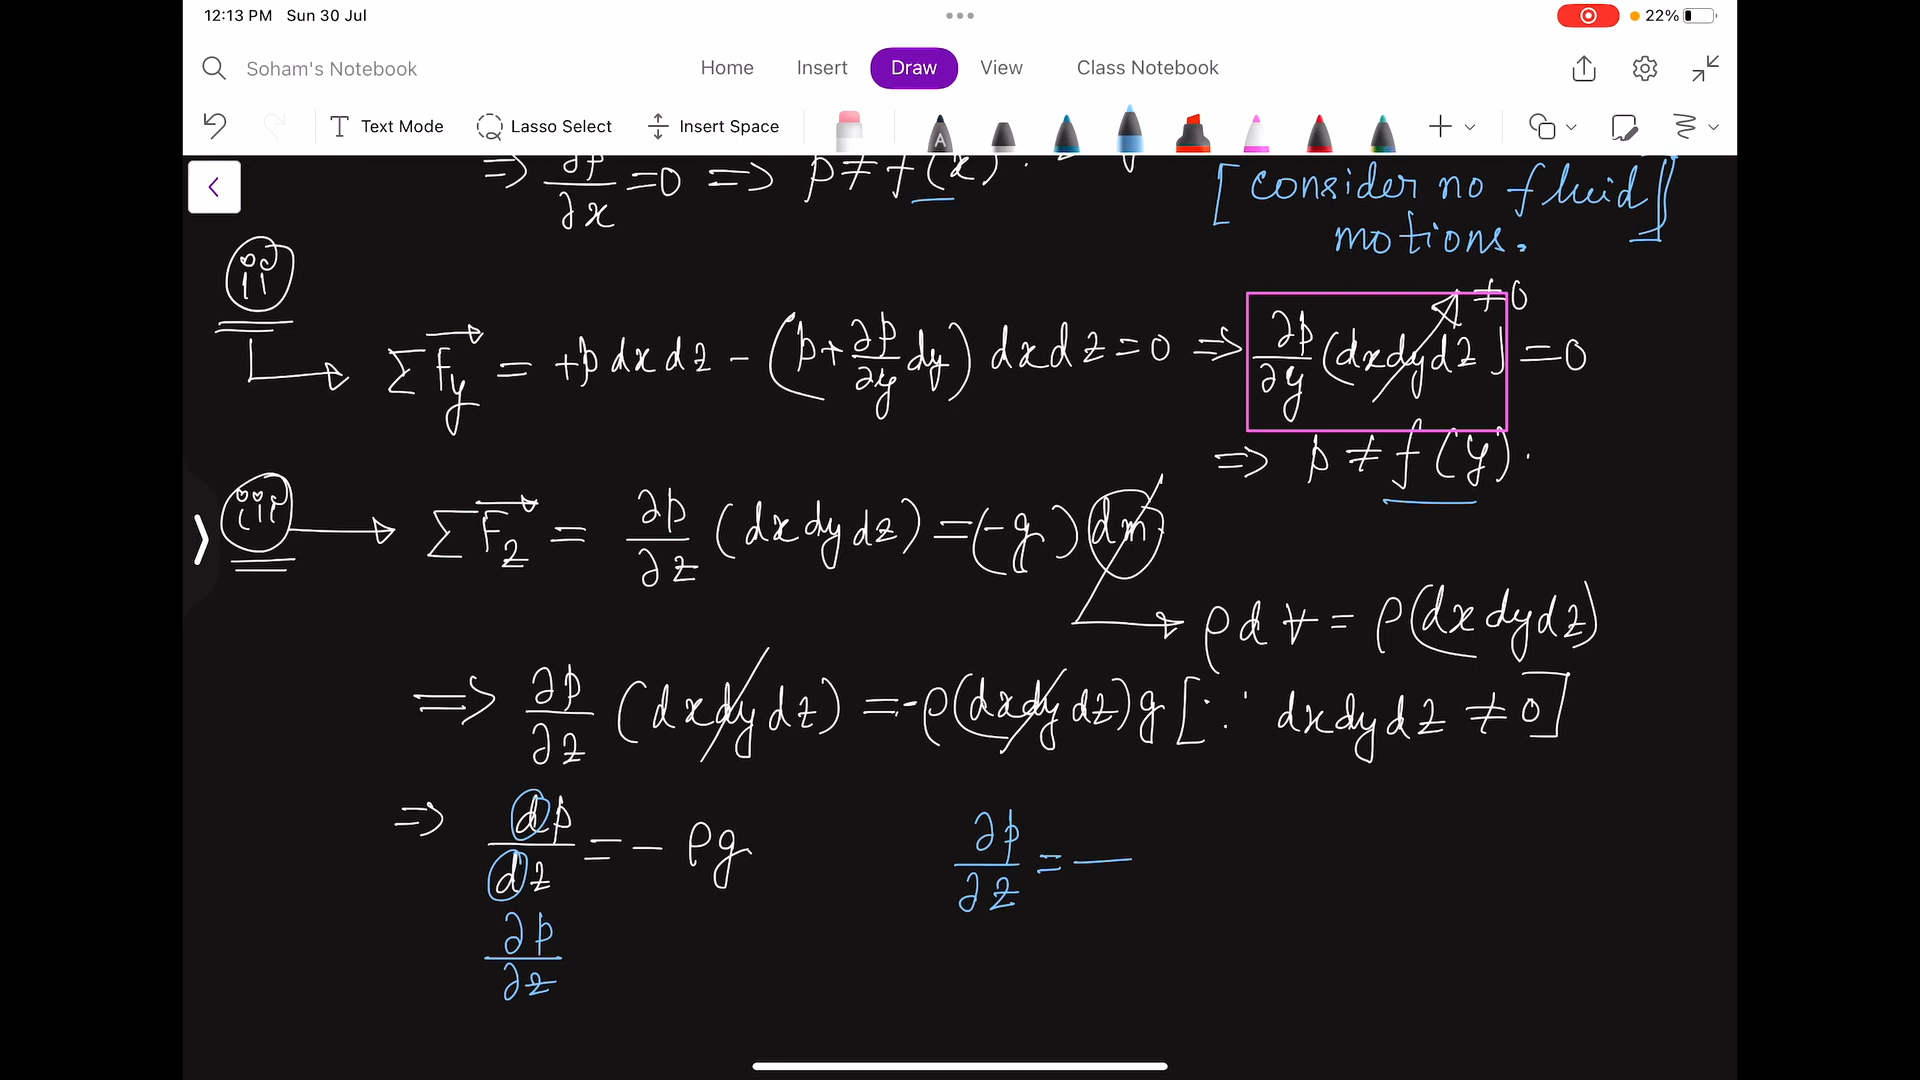 12:13 PM Sun 30 Jul
22%
Soham's Notebook
Home Insert Draw View Class Notebook
Text Mode Lasso Select Insert Space
⇒ ∂p/∂x = 0 ⇒ p ≠ f(x).
[consider no fluid motions.]
ii
ΣF⃗y = +p dx dz − (p + ∂p/∂y dy) dx dz = 0 ⇒ ∂p/∂y (dx dy dz) = 0
≠ 0
⇒ p ≠ f(y).
iii
ΣF⃗z = ∂p/∂z (dx dy dz) = (−g) dm
ρ d∀ = ρ(dx dy dz)
⇒ ∂p/∂z (dx dy dz) = −ρ(dx dy dz)g [∵ dx dy dz ≠ 0]
⇒ dp/dz = − ρg
∂p/∂z = —
∂p/∂z